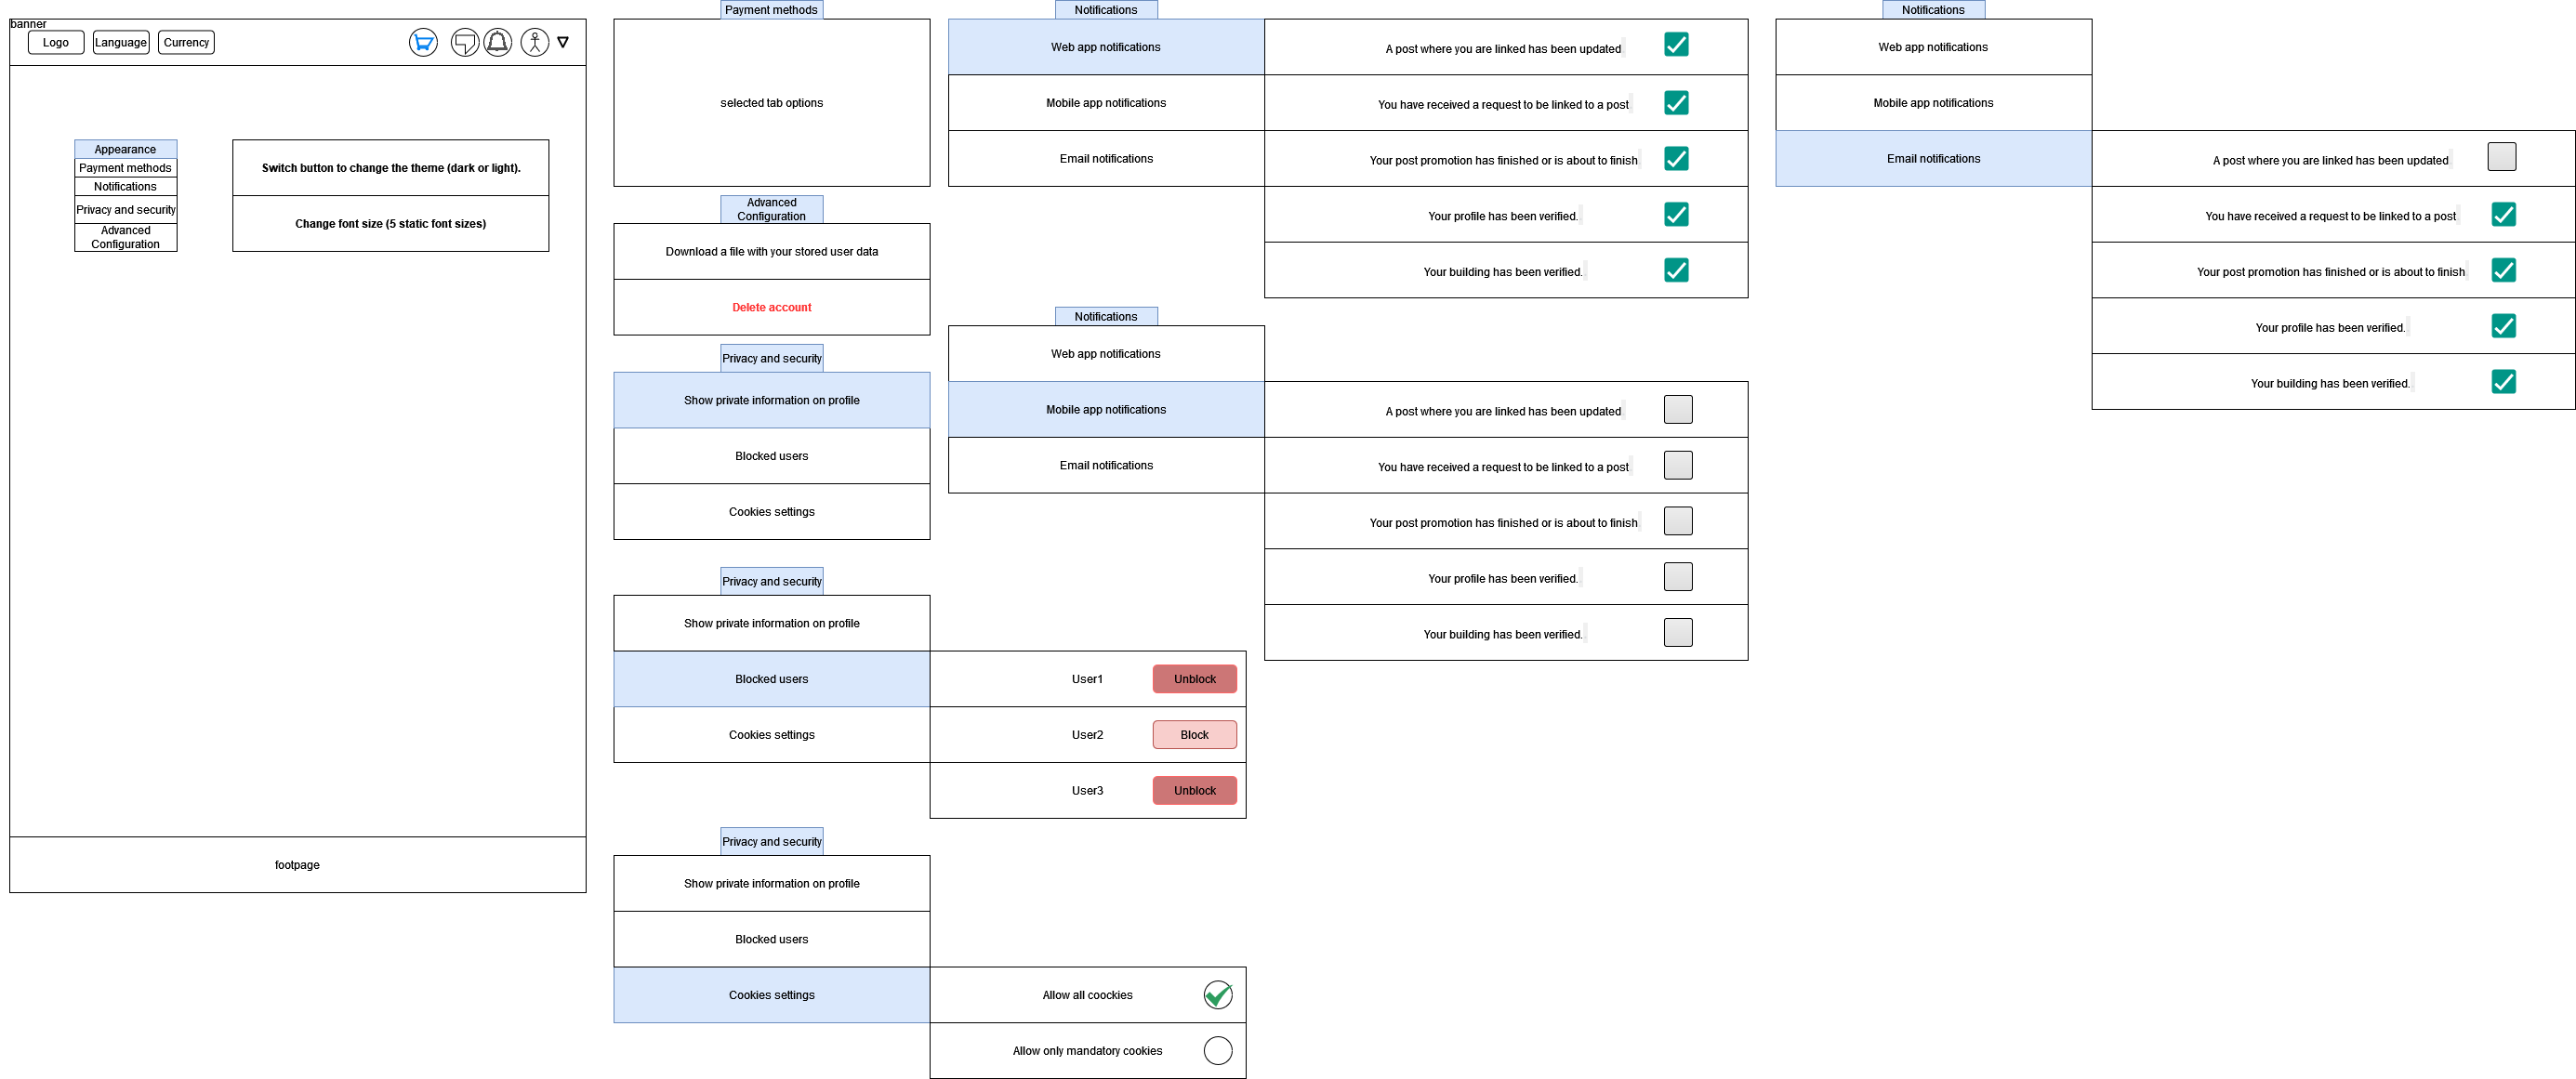 banner
Logo
Language
Currency
Appearance
Payment methods
Notifications
Privacy and security
Advanced
Configuration
Switch button to change the theme (dark or light).
Change font size (5 static font sizes)
footpage
Payment methods
selected tab options
Advanced
Configuration
Download a file with your stored user data
Delete account
Privacy and security
Show private information on profile
Blocked users
Cookies settings
Privacy and security
Show private information on profile
Blocked users
Cookies settings
User1
Unblock
User2
Block
User3
Unblock
Privacy and security
Show private information on profile
Blocked users
Cookies settings
Allow all coockies
Allow only mandatory cookies
Notifications
Web app notifications
Mobile app notifications
Email notifications
A post where you are linked has been updated
You have received a request to be linked to a post
Your post promotion has finished or is about to finish
Your profile has been verified.
Your building has been verified.
Notifications
Web app notifications
Mobile app notifications
Email notifications
A post where you are linked has been updated
You have received a request to be linked to a post
Your post promotion has finished or is about to finish
Your profile has been verified.
Your building has been verified.
Notifications
Web app notifications
Mobile app notifications
Email notifications
A post where you are linked has been updated
You have received a request to be linked to a post
Your post promotion has finished or is about to finish
Your profile has been verified.
Your building has been verified.